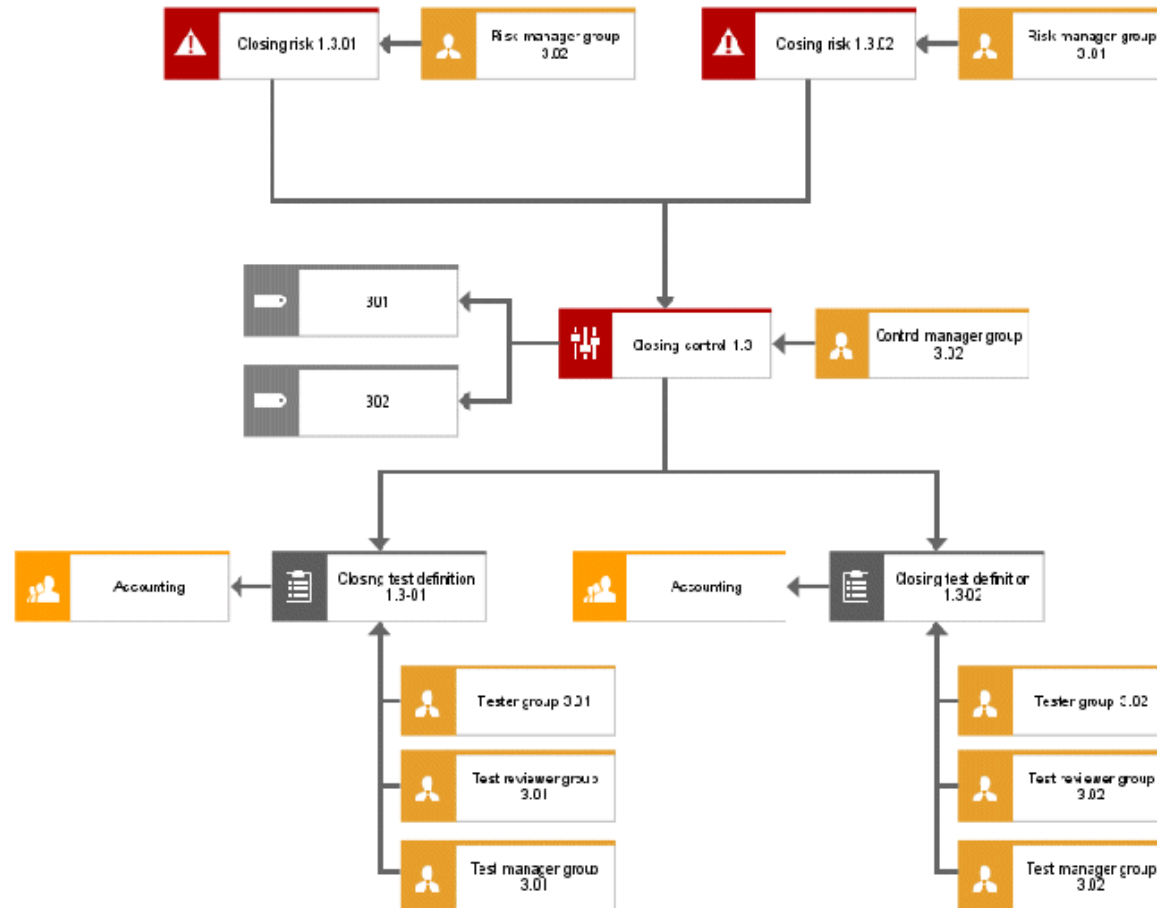 Closing risk 1.3.01
Risk manager group
3.02
Closing risk 1.3.02
Risk manager group
3.01
301
Closing control 1.3
Control manager group
3.02
302
Accounting
Closing test definition
1.3-01
Accounting
Closing test definition
1.3-02
Tester group 3.01
Tester group 3.02
Test reviewer group
3.01
Test reviewer group
3.02
Test manager group
3.01
Test manager group
3.02